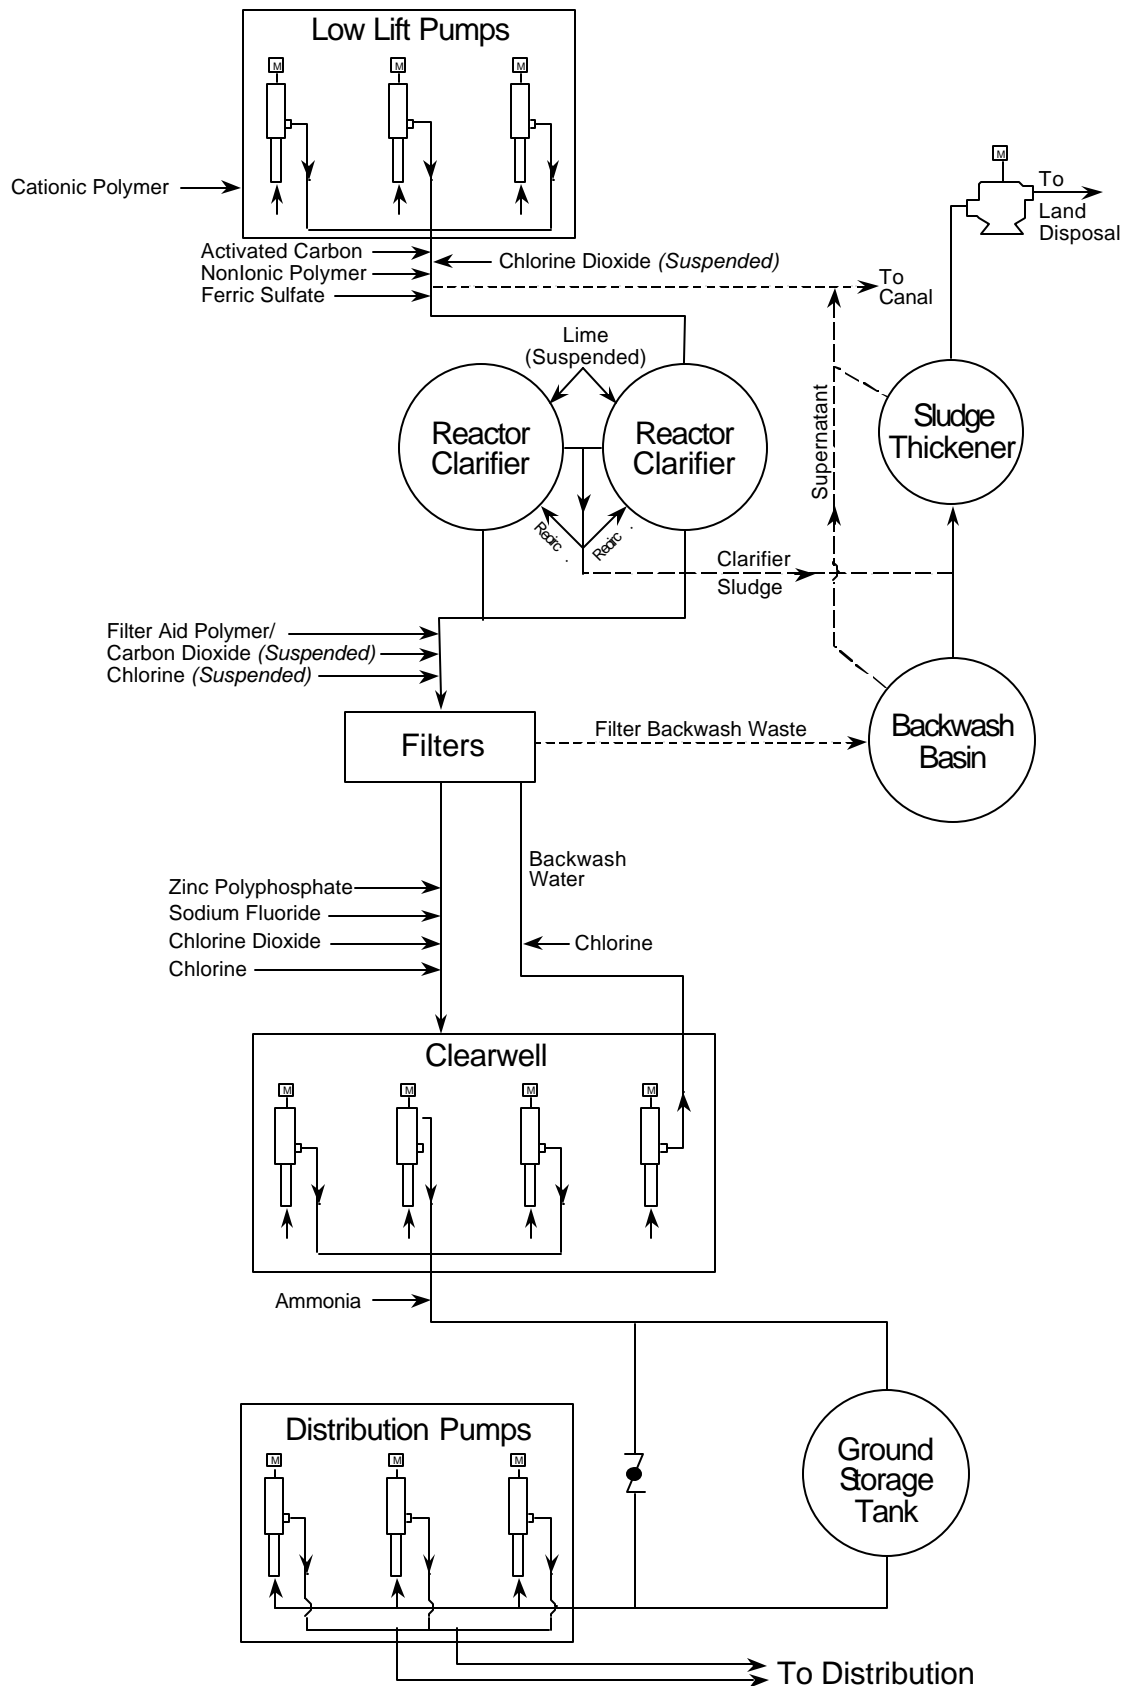 Low Lift Pumps
M
M
M
Cationic Polymer
M
To
Land
Disposal
Activated Carbon
Chlorine Dioxide (Suspended)
NonIonic Polymer
Ferric Sulfate
To
Canal
Lime
(Suspended)
Reactor
Clarifier
Reactor
Clarifier
Supernatant
Sludge
Thickener
Recirc .
Recirc .
Clarifier
Sludge
Filter Aid Polymer/
Carbon Dioxide (Suspended)
Chlorine (Suspended)
Filters
Filter Backwash Waste
Backwash
Basin
Backwash
Water
Zinc Polyphosphate
Sodium Fluoride
Chlorine Dioxide
Chlorine
Chlorine
Clearwell
M
M
M
M
Ammonia
Distribution Pumps
M
M
M
Ground
Storage
Tank
To Distribution